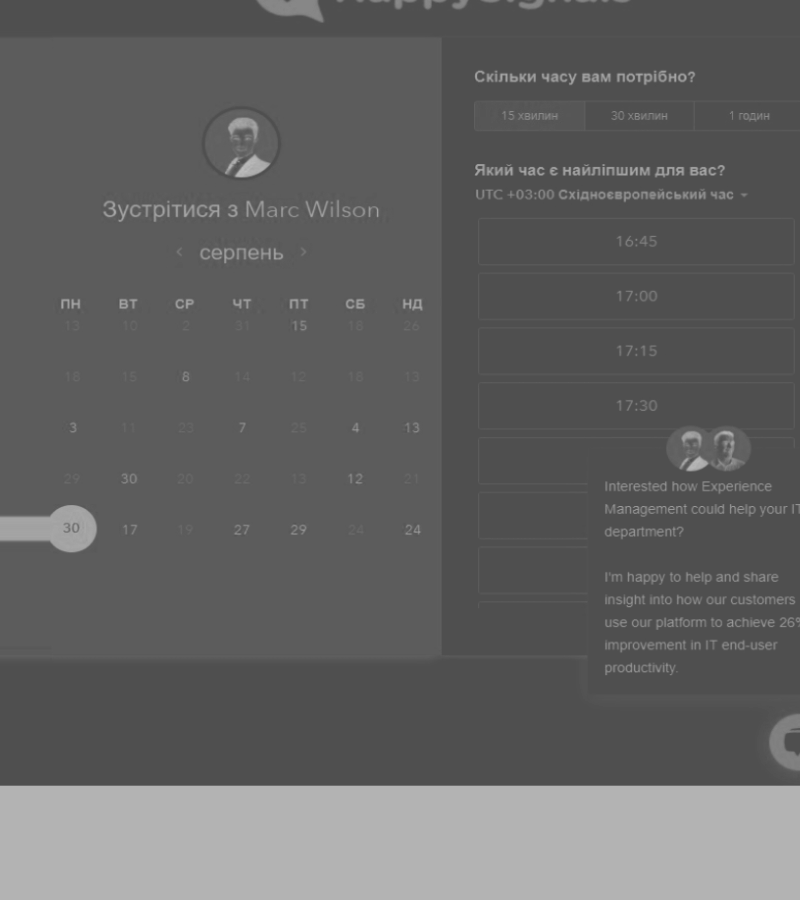 Скільки часу вам потрібно?
15 хвилин 30 хвилин 1 годин
Який час є найліпшим для вас?
UTC +03:00 Східноєвропейський час
Зустрітися з Marc Wilson
серпень
ПН ВТ СР ЧТ ПТ СБ НД
13 10 2 31 15 18 26
18 15 8 14 12 18 13
3 11 23 7 25 4 13
29 30 20 22 13 12 21
30 17 19 27 29 24 24
16:45
17:00
17:15
17:30
Interested how Experience
Management could help your IT
department?
I'm happy to help and share
insight into how our customers
use our platform to achieve 26%
improvement in IT end-user
productivity.